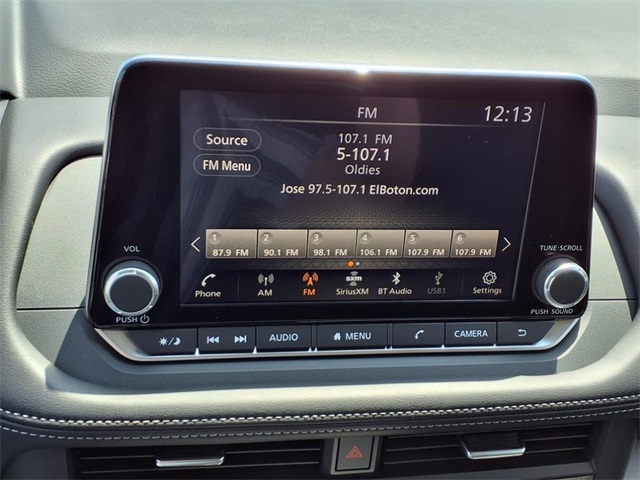 FM
12:13
Source
FM Menu
107.1 FM
5-107.1
Oldies
Jose 97.5-107.1 ElBoton.com
1 2 3 4 5 6
87.9 FM 90.1 FM 98.1 FM 106.1 FM 107.9 FM 107.9 FM
Phone AM FM SXM SiriusXM BT Audio USB1 Settings
VOL
PUSH
TUNE·SCROLL
PUSH SOUND
AUDIO MENU CAMERA